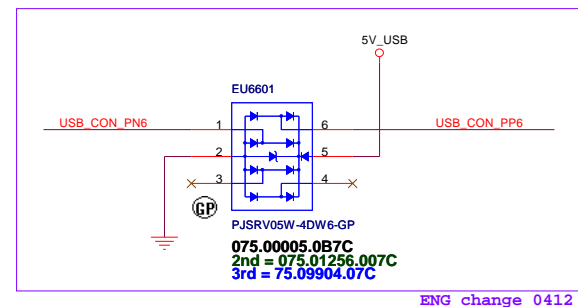 5V_USB
EU6601
USB_CON_PN6
1
6
USB_CON_PP6
2
5
3
4
GP
PJSRV05W-4DW6-GP
075.00005.0B7C
2nd = 075.01256.007C
3rd = 75.09904.07C
ENG change 0412